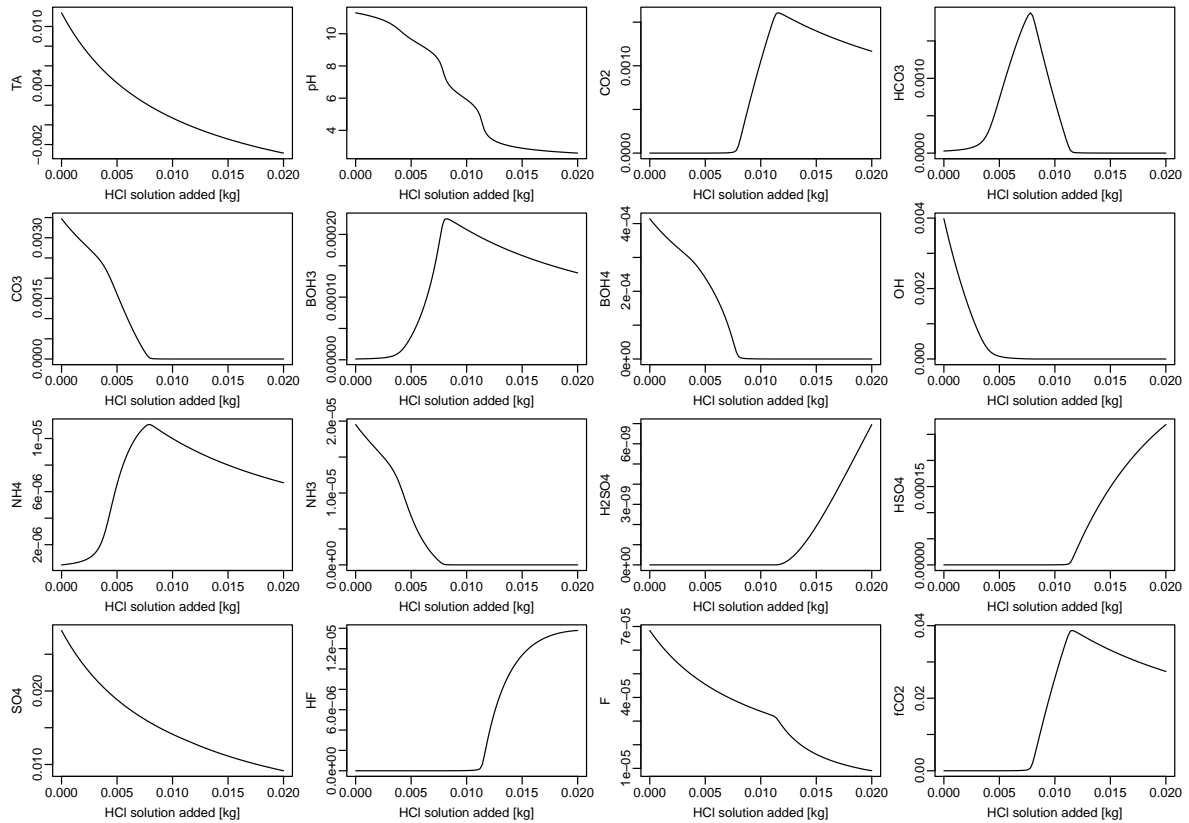 TA
−0.002 0.004 0.010
0.000 0.005 0.010 0.015 0.020
HCl solution added [kg]
pH
4 6 8 10
0.000 0.005 0.010 0.015 0.020
HCl solution added [kg]
CO2
0.0000 0.0010
0.000 0.005 0.010 0.015 0.020
HCl solution added [kg]
HCO3
0.0000 0.0010
0.000 0.005 0.010 0.015 0.020
HCl solution added [kg]
CO3
0.0000 0.0015 0.0030
0.000 0.005 0.010 0.015 0.020
HCl solution added [kg]
BOH3
0.00000 0.00010 0.00020
0.000 0.005 0.010 0.015 0.020
HCl solution added [kg]
BOH4
0e+00 2e−04 4e−04
0.000 0.005 0.010 0.015 0.020
HCl solution added [kg]
OH
0.000 0.002 0.004
0.000 0.005 0.010 0.015 0.020
HCl solution added [kg]
NH4
2e−06 6e−06 1e−05
0.000 0.005 0.010 0.015 0.020
HCl solution added [kg]
NH3
0.0e+00 1.0e−05 2.0e−05
0.000 0.005 0.010 0.015 0.020
HCl solution added [kg]
H2SO4
0e+00 3e−09 6e−09
0.000 0.005 0.010 0.015 0.020
HCl solution added [kg]
HSO4
0.00000 0.00015
0.000 0.005 0.010 0.015 0.020
HCl solution added [kg]
SO4
0.010 0.020
0.000 0.005 0.010 0.015 0.020
HCl solution added [kg]
HF
0.0e+00 6.0e−06 1.2e−05
0.000 0.005 0.010 0.015 0.020
HCl solution added [kg]
F
1e−05 4e−05 7e−05
0.000 0.005 0.010 0.015 0.020
HCl solution added [kg]
fCO2
0.00 0.02 0.04
0.000 0.005 0.010 0.015 0.020
HCl solution added [kg]